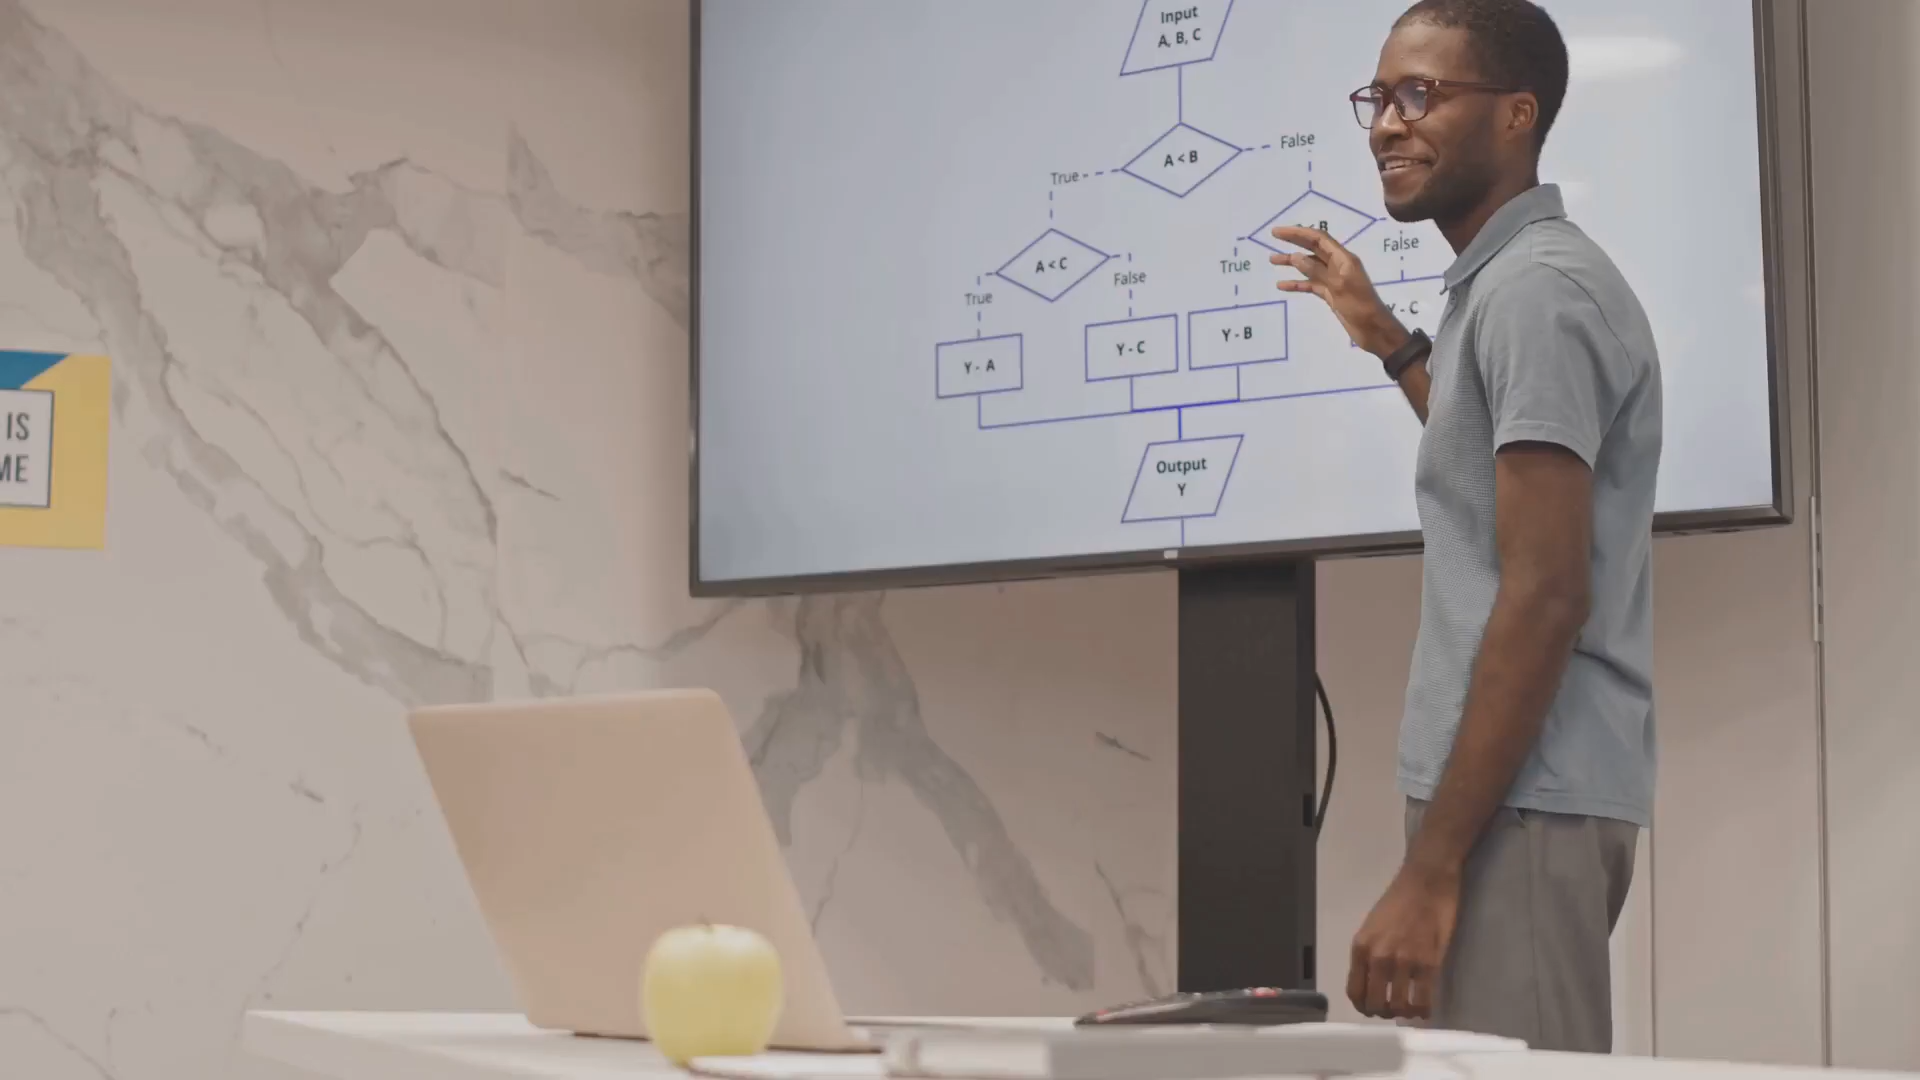 Input
A, B, C
A < B
False
True
< B
A < C
False
True
False
True
Y - C
Y - B
Y - C
Y - A
Output
Y
IS
ME